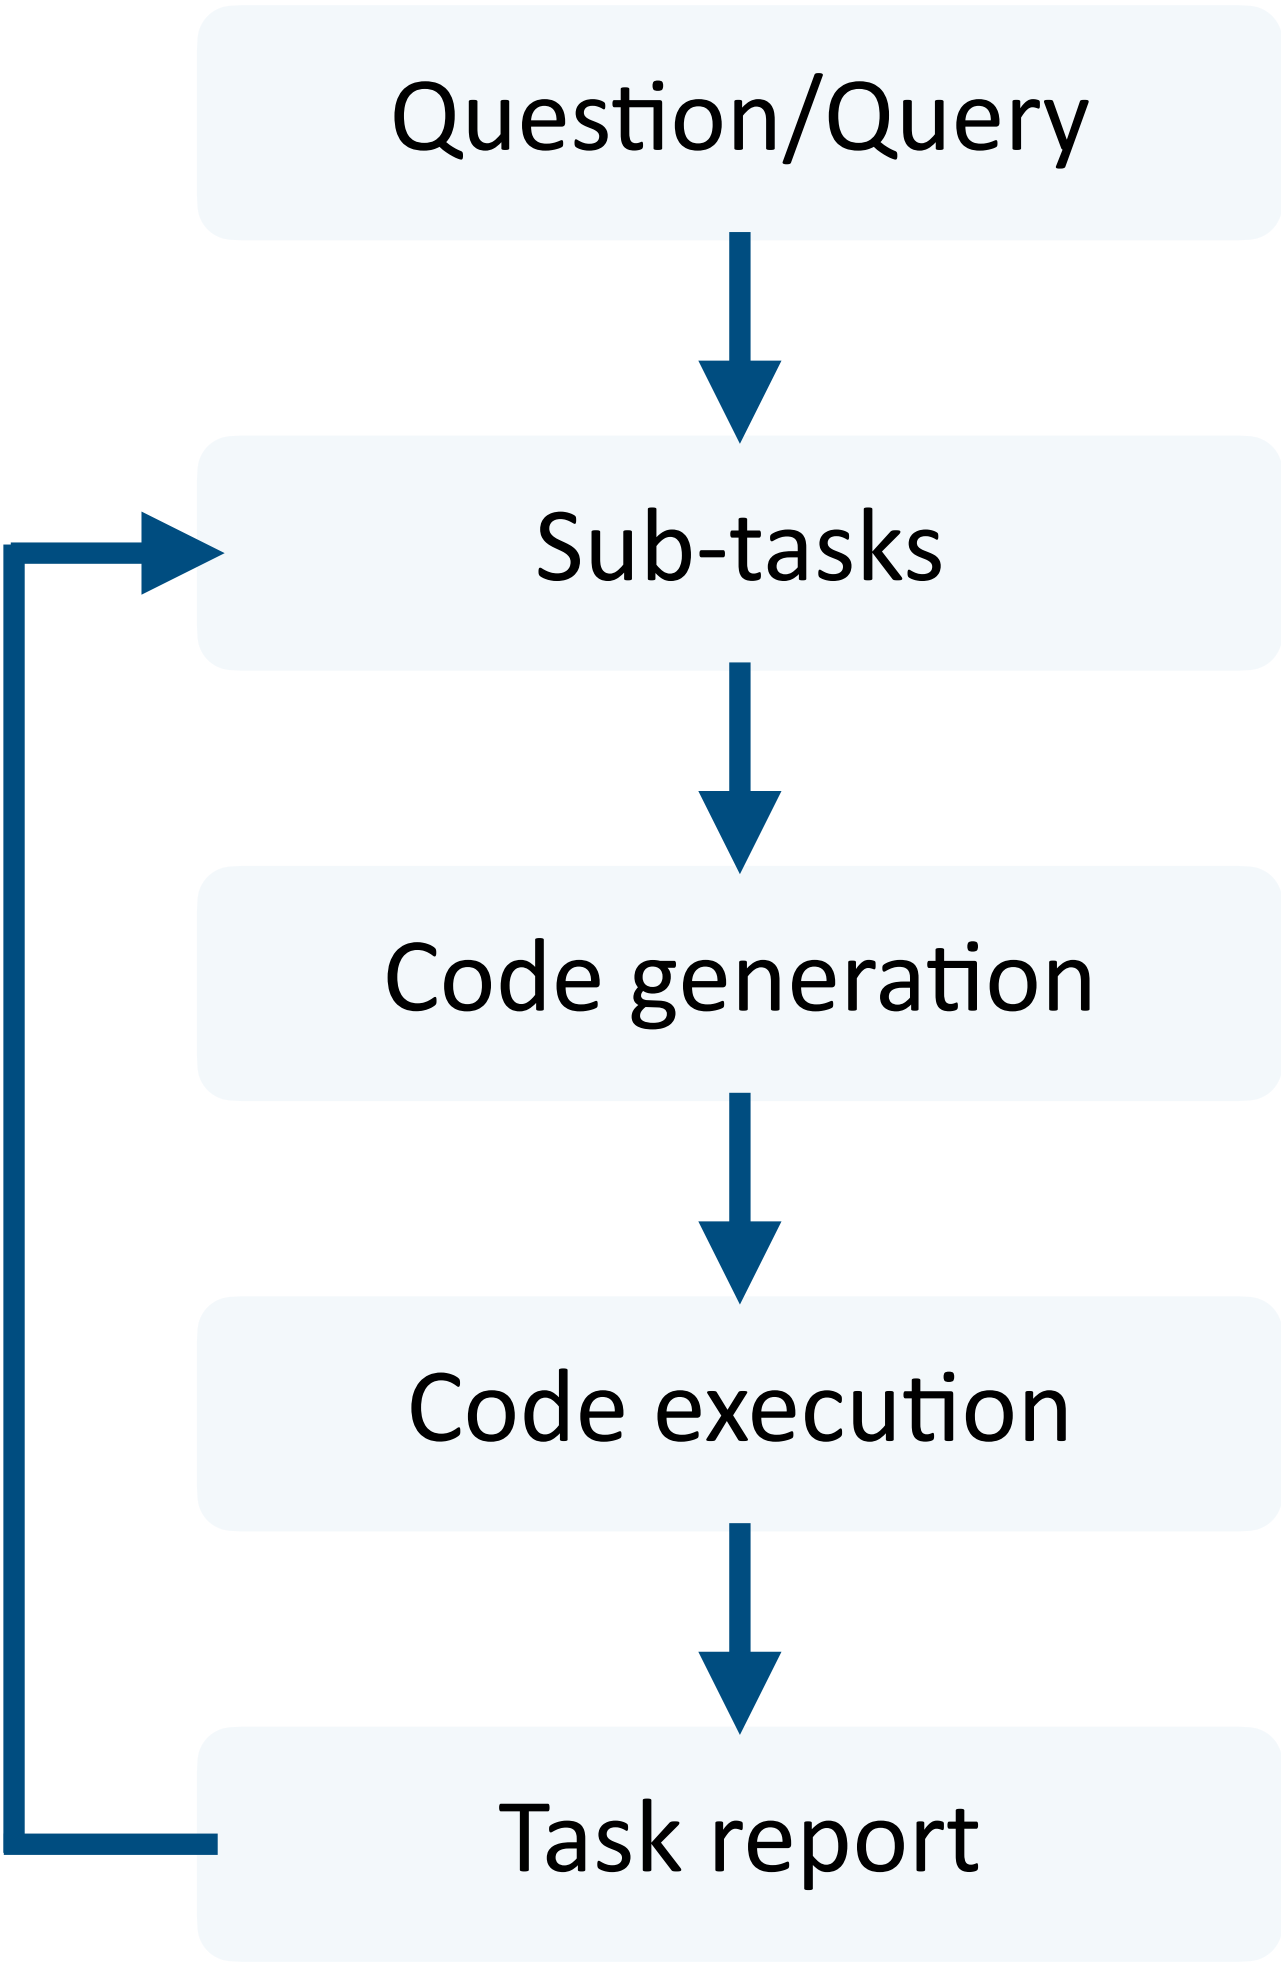 Question/Query
Sub-tasks
Code generation
Code execution
Task report